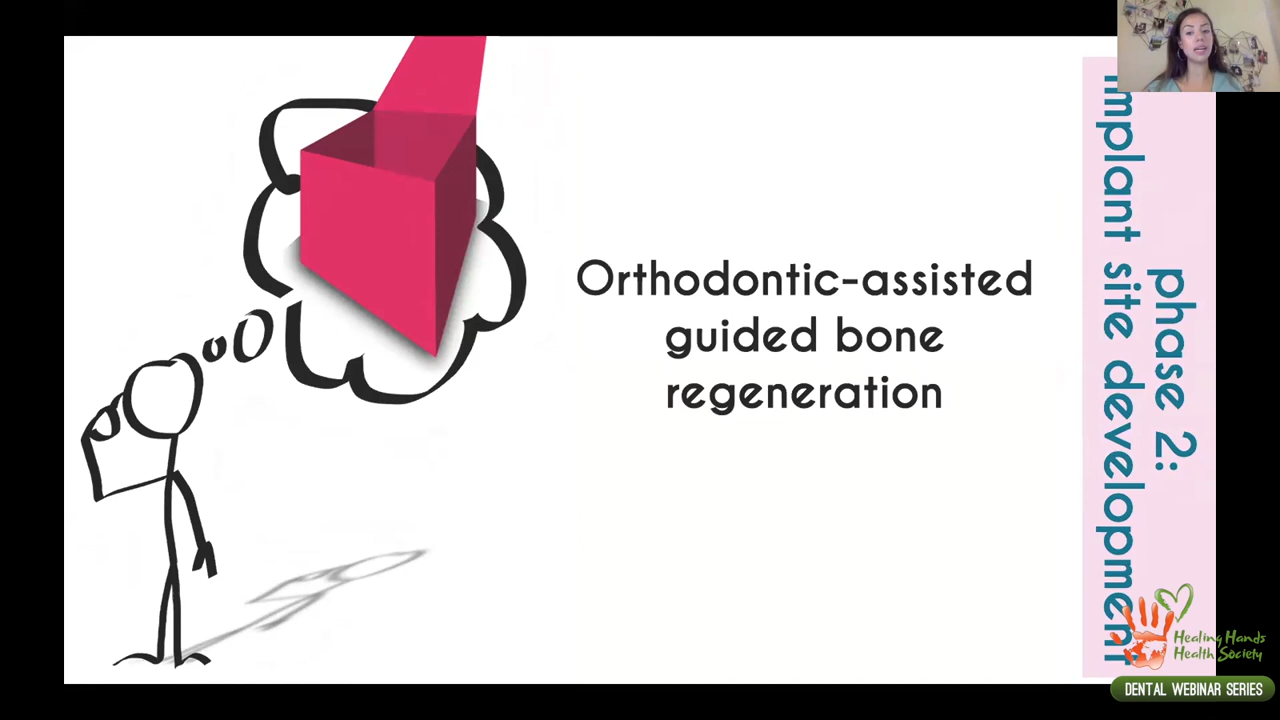 Orthodontic-assisted
guided bone
regeneration
phase 2:
implant site development
Healing Hands
Health Society
DENTAL WEBINAR SERIES